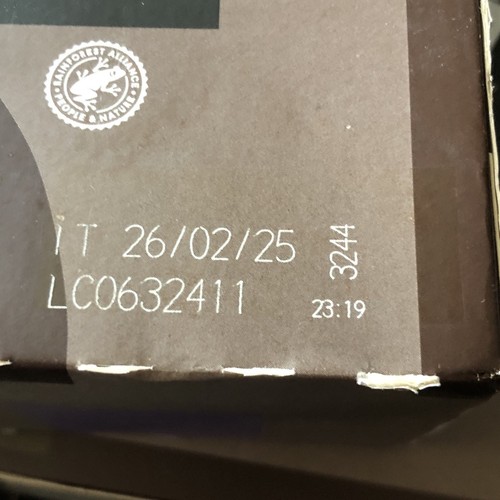 RAINFOREST ALLIANCE
PEOPLE & NATURE
IT 26/02/25
LC0632411
3244
23:19